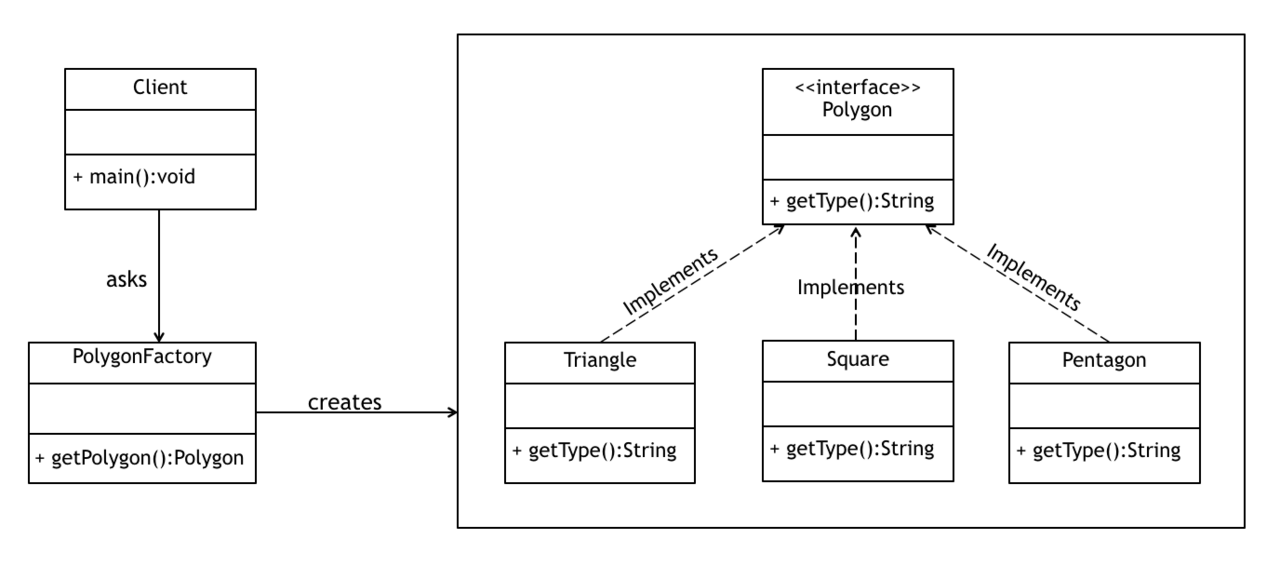 Client
+ main():void
asks
PolygonFactory
+ getPolygon():Polygon
creates
<<interface>>
Polygon
+ getType():String
Implements
Implements
Implements
Triangle
+ getType():String
Square
+ getType():String
Pentagon
+ getType():String